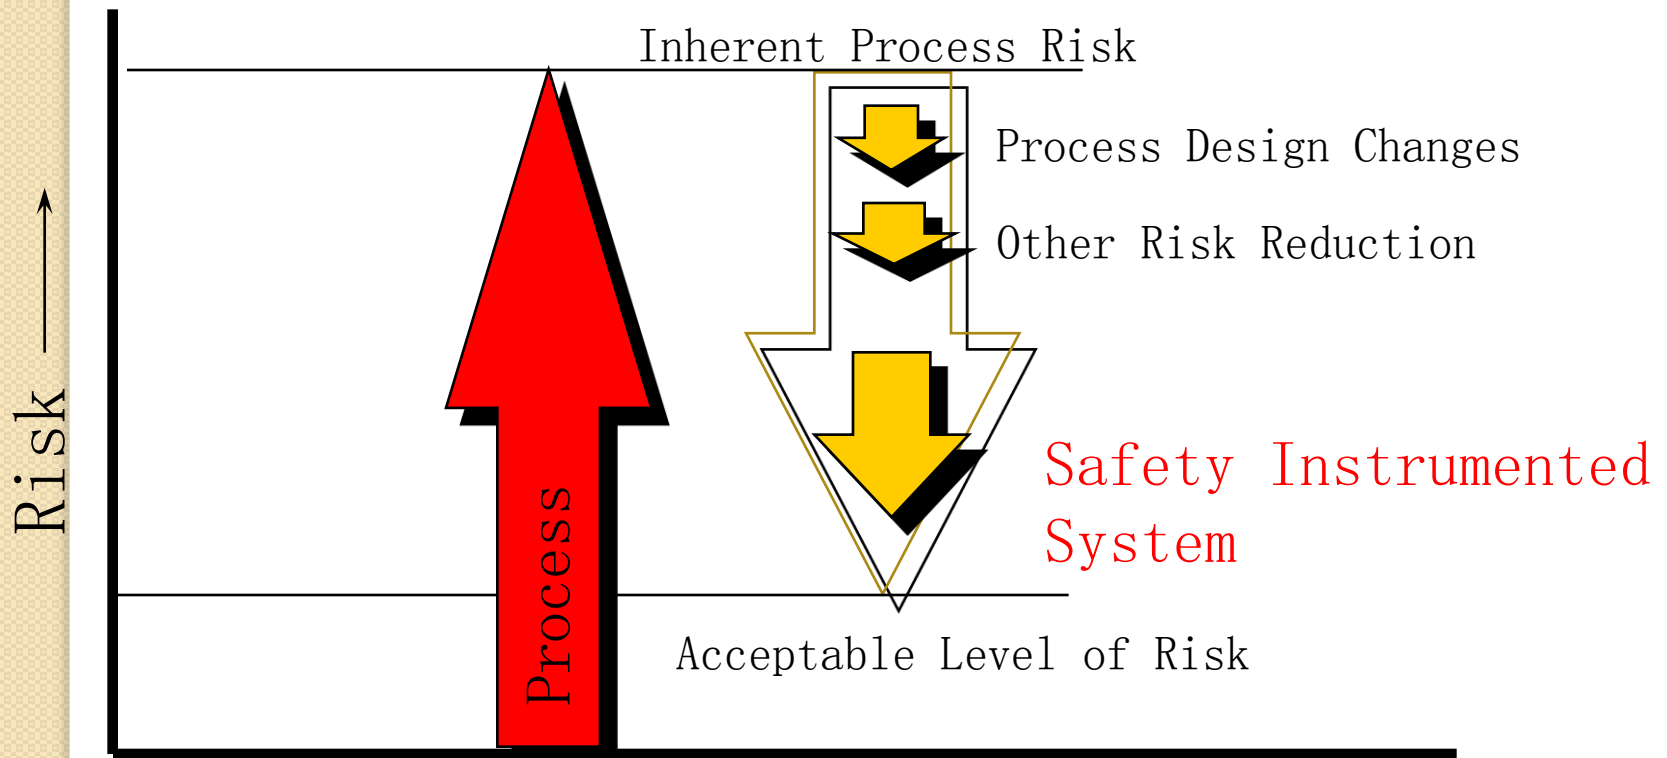 Inherent Process Risk
Process Design Changes
Other Risk Reduction
Risk
Safety Instrumented
System
Process
Acceptable Level of Risk